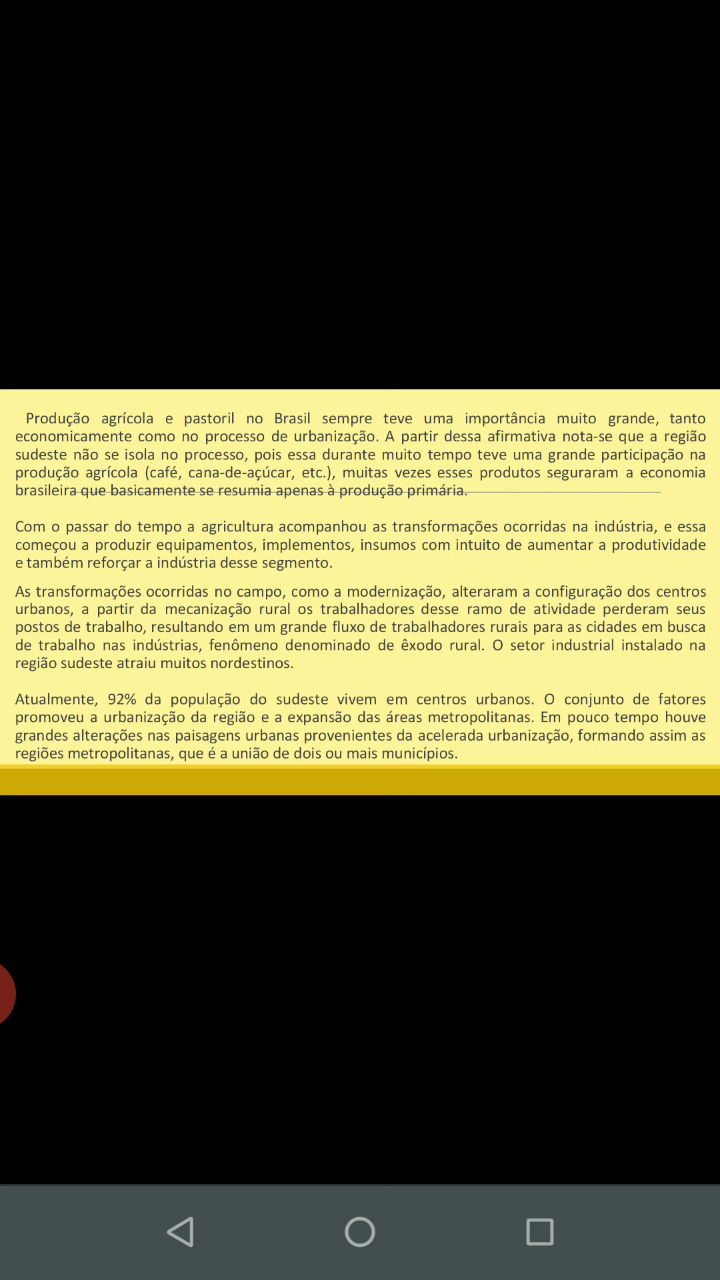 Produção agrícola e pastoril no Brasil sempre teve uma importância muito grande, tanto
economicamente como no processo de urbanização. A partir dessa afirmativa nota-se que a região
sudeste não se isola no processo, pois essa durante muito tempo teve uma grande participação na
produção agrícola (café, cana-de-açúcar, etc.), muitas vezes esses produtos seguraram a economia
brasileira que basicamente se resumia apenas à produção primária.
Com o passar do tempo a agricultura acompanhou as transformações ocorridas na indústria, e essa
começou a produzir equipamentos, implementos, insumos com intuito de aumentar a produtividade
e também reforçar a indústria desse segmento.
As transformações ocorridas no campo, como a modernização, alteraram a configuração dos centros
urbanos, a partir da mecanização rural os trabalhadores desse ramo de atividade perderam seus
postos de trabalho, resultando em um grande fluxo de trabalhadores rurais para as cidades em busca
de trabalho nas indústrias, fenômeno denominado de êxodo rural. O setor industrial instalado na
região sudeste atraiu muitos nordestinos.
Atualmente, 92% da população do sudeste vivem em centros urbanos. O conjunto de fatores
promoveu a urbanização da região e a expansão das áreas metropolitanas. Em pouco tempo houve
grandes alterações nas paisagens urbanas provenientes da acelerada urbanização, formando assim as
regiões metropolitanas, que é a união de dois ou mais municípios.